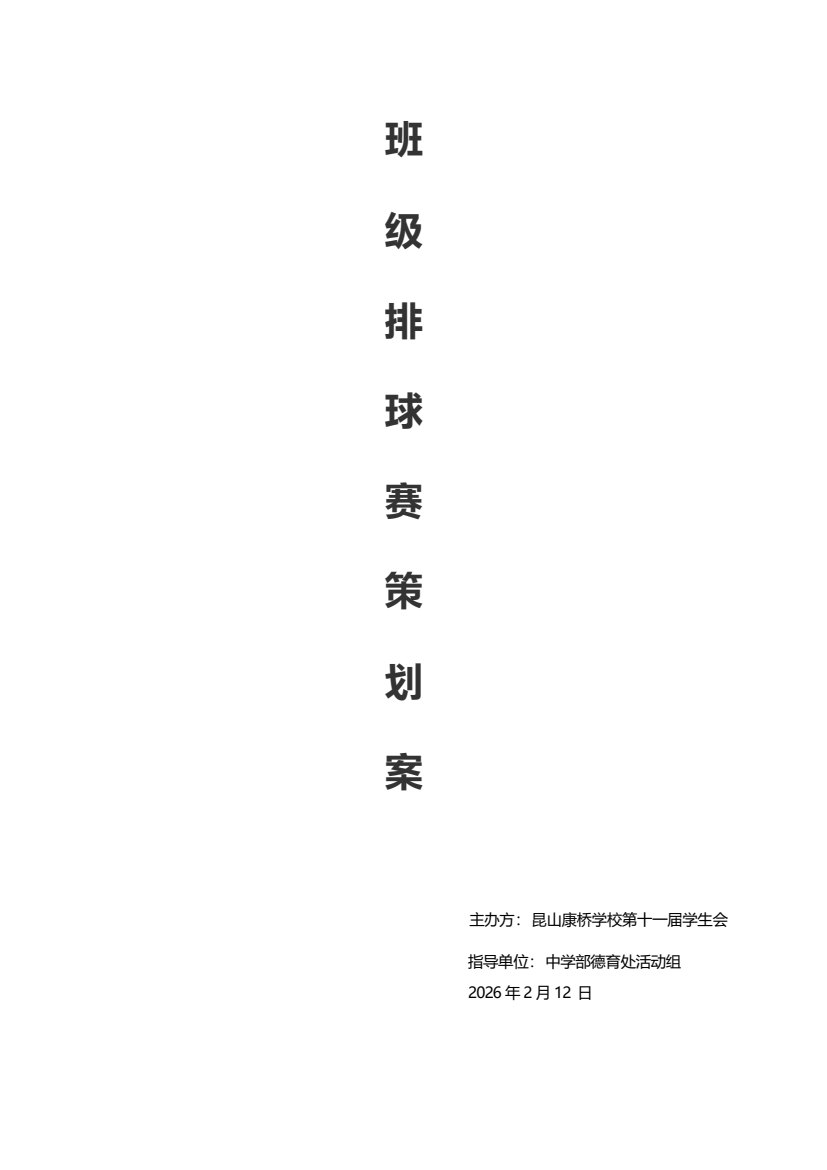 班
级
排
球
赛
策
划
案
主办方：昆山康桥学校第十一届学生会
指导单位：中学部德育处活动组
2026 年 2 月 12 日